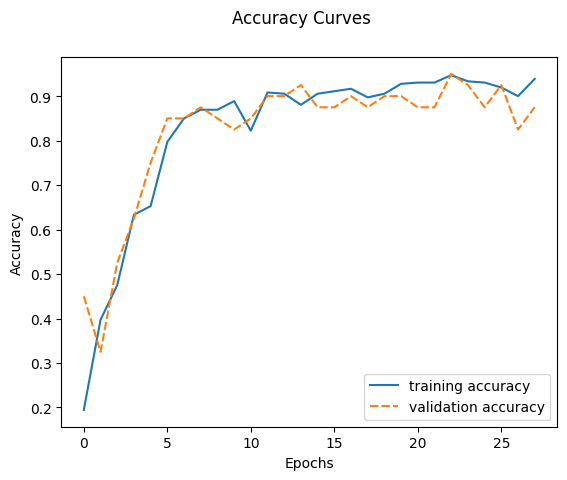 Accuracy Curves
0.9
0.8
0.7
0.6
0.5
0.4
0.3
0.2
Accuracy
0 5 10 15 20 25
Epochs
training accuracy
validation accuracy